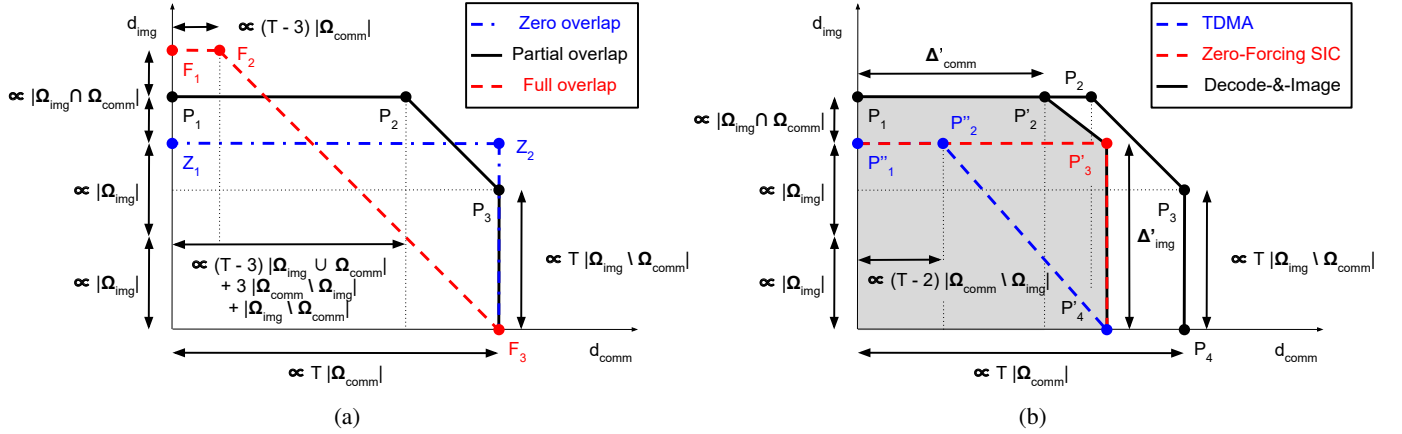 d_img
∝ (T - 3) |Ω_comm|
Zero overlap
Partial overlap
Full overlap
F_1
F_2
∝ |Ω_img ∩ Ω_comm|
P_1
P_2
Z_1
Z_2
∝ |Ω_img|
P_3
∝ (T - 3) |Ω_img ∪ Ω_comm|
+ 3 |Ω_comm \ Ω_img|
+ |Ω_img \ Ω_comm|
∝ T |Ω_img \ Ω_comm|
∝ |Ω_img|
F_3
d_comm
∝ T |Ω_comm|
(a)
d_img
Δ'_comm
TDMA
Zero-Forcing SIC
Decode-&-Image
P_2
∝ |Ω_img ∩ Ω_comm|
P_1
P'_2
P''_1
P''_2
P'_3
∝ |Ω_img|
P_3
Δ'_img
∝ T |Ω_img \ Ω_comm|
∝ |Ω_img|
∝ (T - 2) |Ω_comm \ Ω_img|
P'_4
P_4
d_comm
∝ T |Ω_comm|
(b)